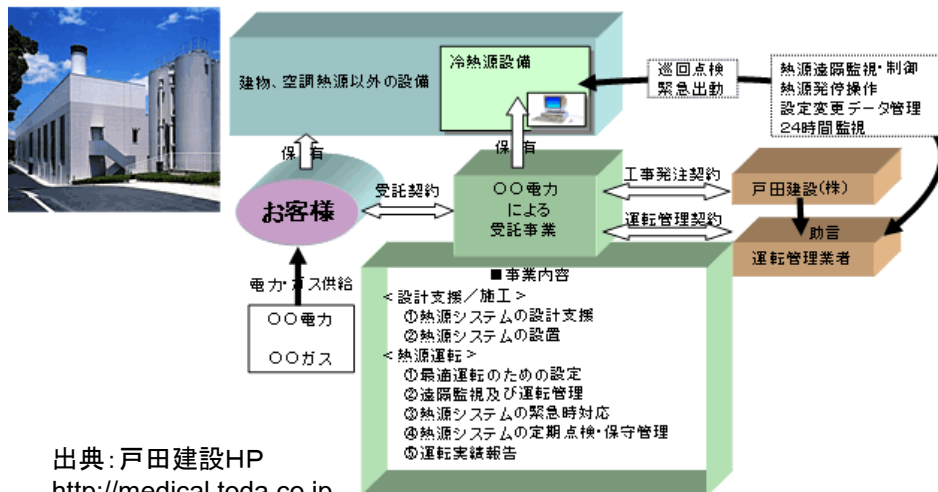 建物、空調熱源以外の設備
冷熱源設備
巡回点検
緊急出動
熱源遠隔監視・制御
熱源発停操作
設定変更データ管理
24時間監視
保有
保有
お客様
受託契約
〇〇電力
による
受託事業
工事発注契約
運転管理契約
戸田建設(株)
助言
運転管理業者
電力・ガス供給
〇〇電力
〇〇ガス
■事業内容
<設計支援/施工>
①熱源システムの設計支援
②熱源システムの設置
<熱源運転>
①最適運転のための設定
②遠隔監視及び運転管理
③熱源システムの緊急時対応
④熱源システムの定期点検・保守管理
⑤運転実績報告
出典:戸田建設HP
http://medical.toda.co.jp